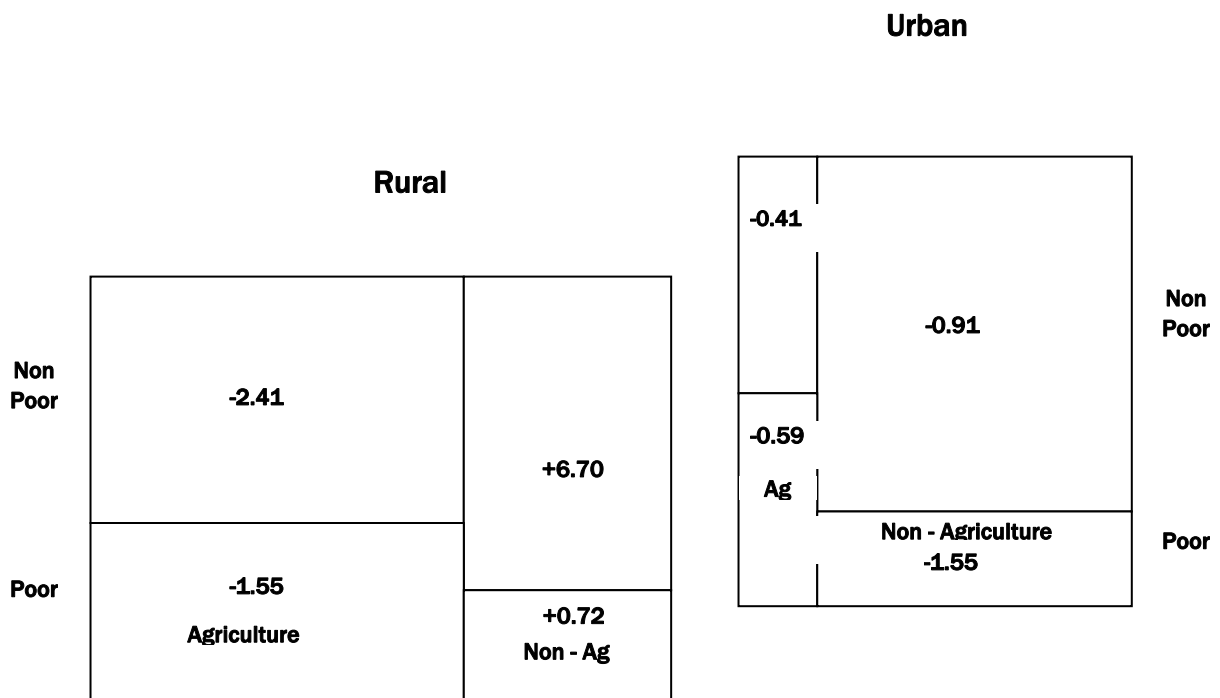 Urban
Rural
-0.41
Non
Poor
-0.91
Non
Poor
-2.41
-0.59
+6.70
Ag
Non - Agriculture
-1.55
Poor
Poor
-1.55
Agriculture
+0.72
Non - Ag